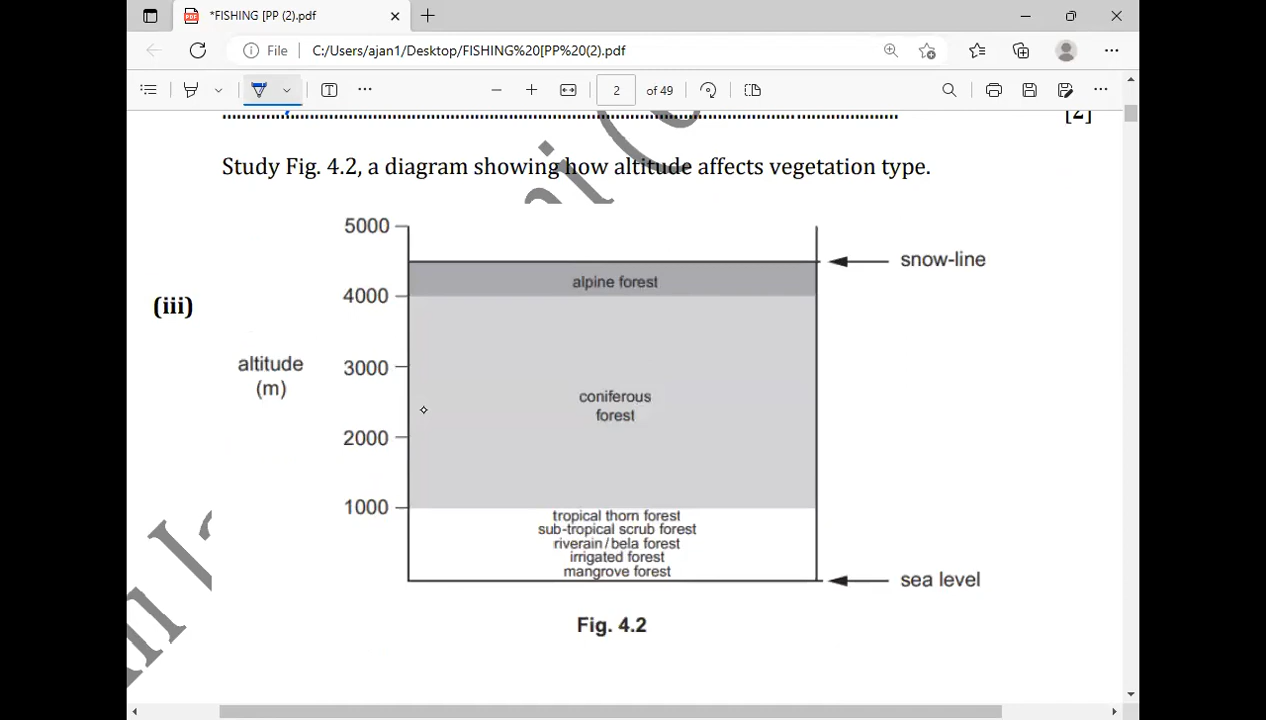 *FISHING [PP (2).pdf
File C:/Users/ajan1/Desktop/FISHING%20[PP%20(2).pdf
2 of 49
[2]
Study Fig. 4.2, a diagram showing how altitude affects vegetation type.
5000
snow-line
alpine forest
4000
(iii)
altitude
(m)
3000
coniferous
forest
2000
1000
tropical thorn forest
sub-tropical scrub forest
riverain/bela forest
irrigated forest
mangrove forest
sea level
Fig. 4.2